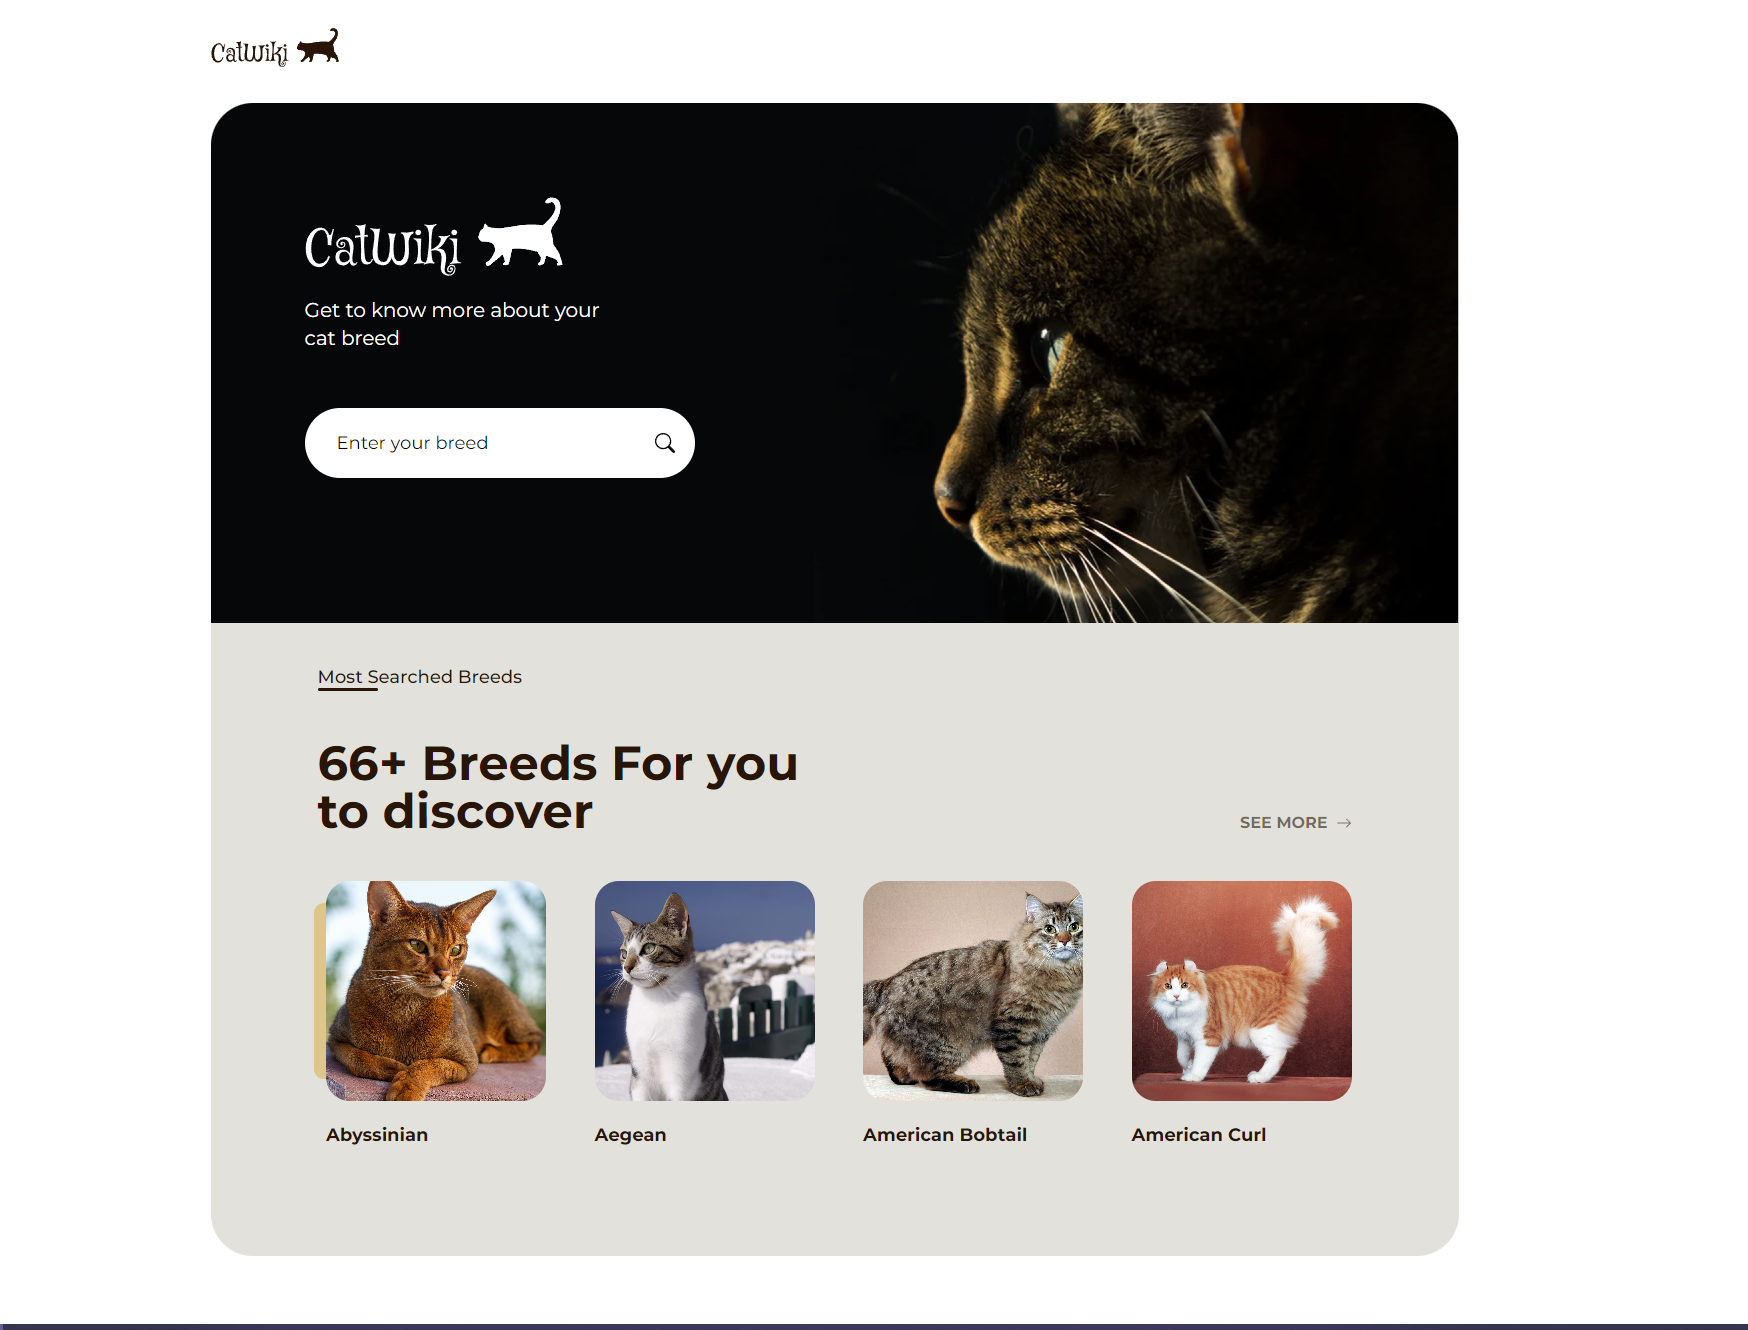 CatWiki
CatWiki
Get to know more about your
cat breed
Enter your breed
Most Searched Breeds
66+ Breeds For you
to discover
SEE MORE →
Abyssinian
Aegean
American Bobtail
American Curl